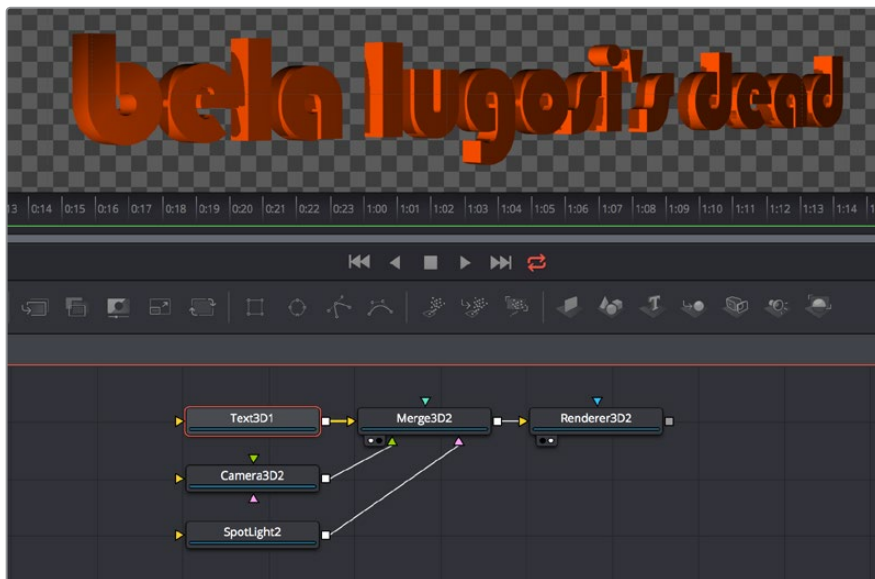 bela lugosi's dead
13 0:14 0:15 0:16 0:17 0:18 0:19 0:20 0:21 0:22 0:23 1:00 1:01 1:02 1:03 1:04 1:05 1:06 1:07 1:08 1:09 1:10 1:11 1:12 1:13 1:14 1
T
Text3D1 Merge3D2 Renderer3D2
Camera3D2
SpotLight2